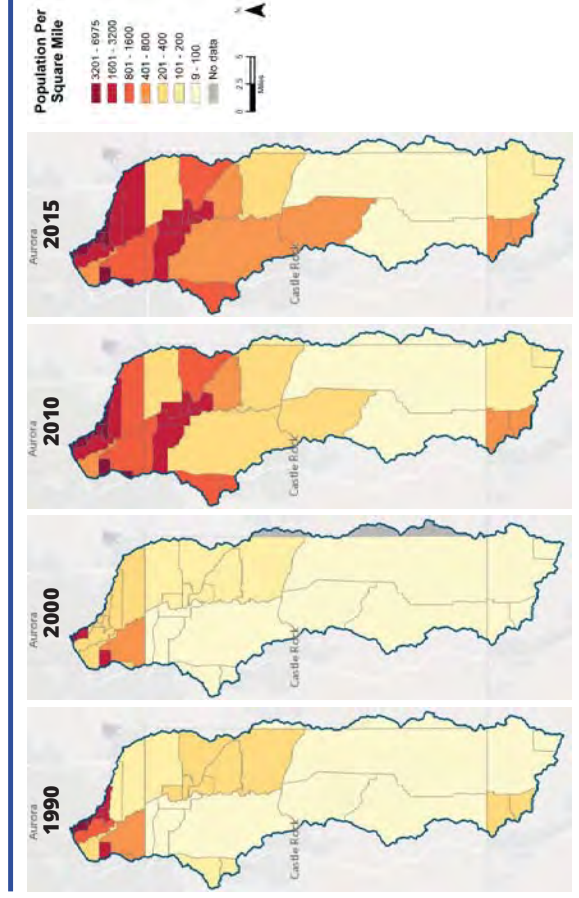 Aurora
1990
Castle Rock
Aurora
2000
Castle Rock
Aurora
2010
Castle Rock
Aurora
2015
Castle Rock
Population Per
Square Mile
3201 - 6975
1601 - 3200
801 - 1600
401 - 800
201 - 400
101 - 200
9 - 100
No data
0 2.5 5
Miles
N